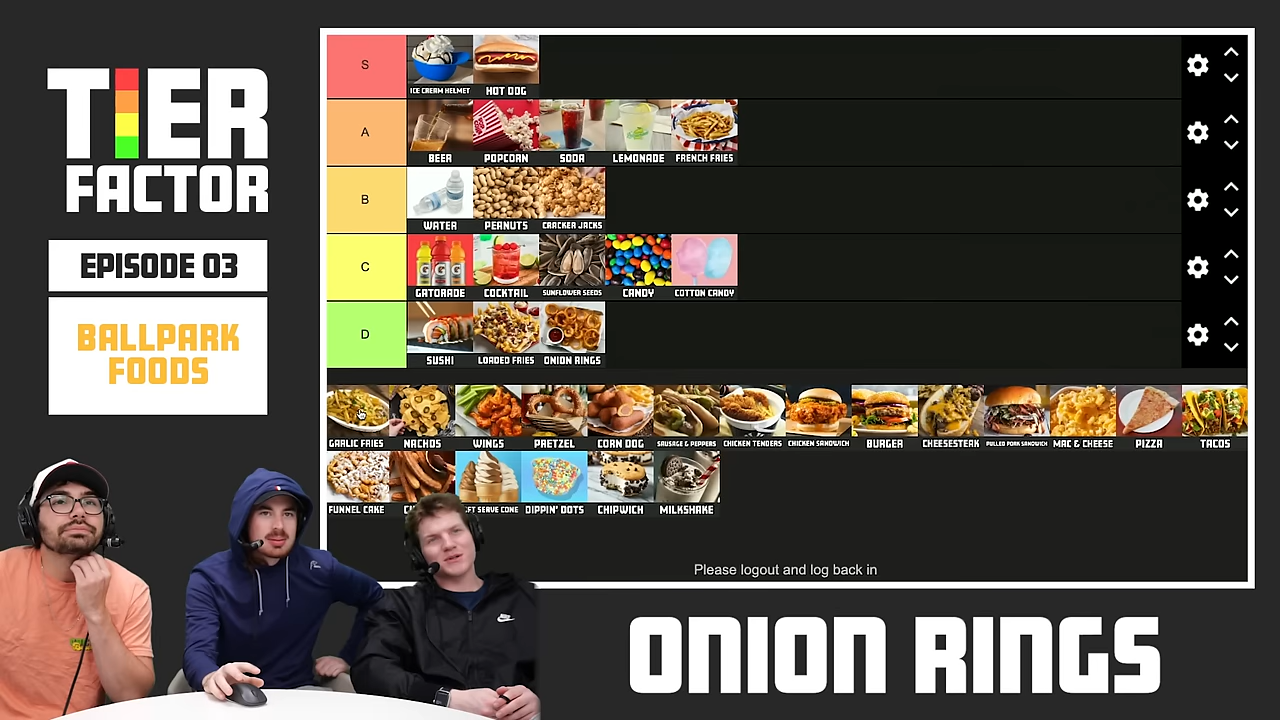 TIER
FACTOR
EPISODE 03
BALLPARK
FOODS
S
ICE CREAM HELMET
HOT DOG
A
BEER
POPCORN
SODA
LEMONADE
FRENCH FRIES
B
WATER
PEANUTS
CRACKER JACKS
C
GATORADE
COCKTAIL
SUNFLOWER SEEDS
CANDY
COTTON CANDY
D
SUSHI
LOADED FRIES
ONION RINGS
GARLIC FRIES
NACHOS
WINGS
PRETZEL
CORN DOG
SAUSAGE & PEPPERS
CHICKEN TENDERS
CHICKEN SANDWICH
BURGER
CHEESESTEAK
PULLED PORK SANDWICH
MAC & CHEESE
PIZZA
TACOS
FUNNEL CAKE
SERVE CONE
DIPPIN' DOTS
CHIPWICH
MILKSHAKE
Please logout and log back in
ONION RINGS